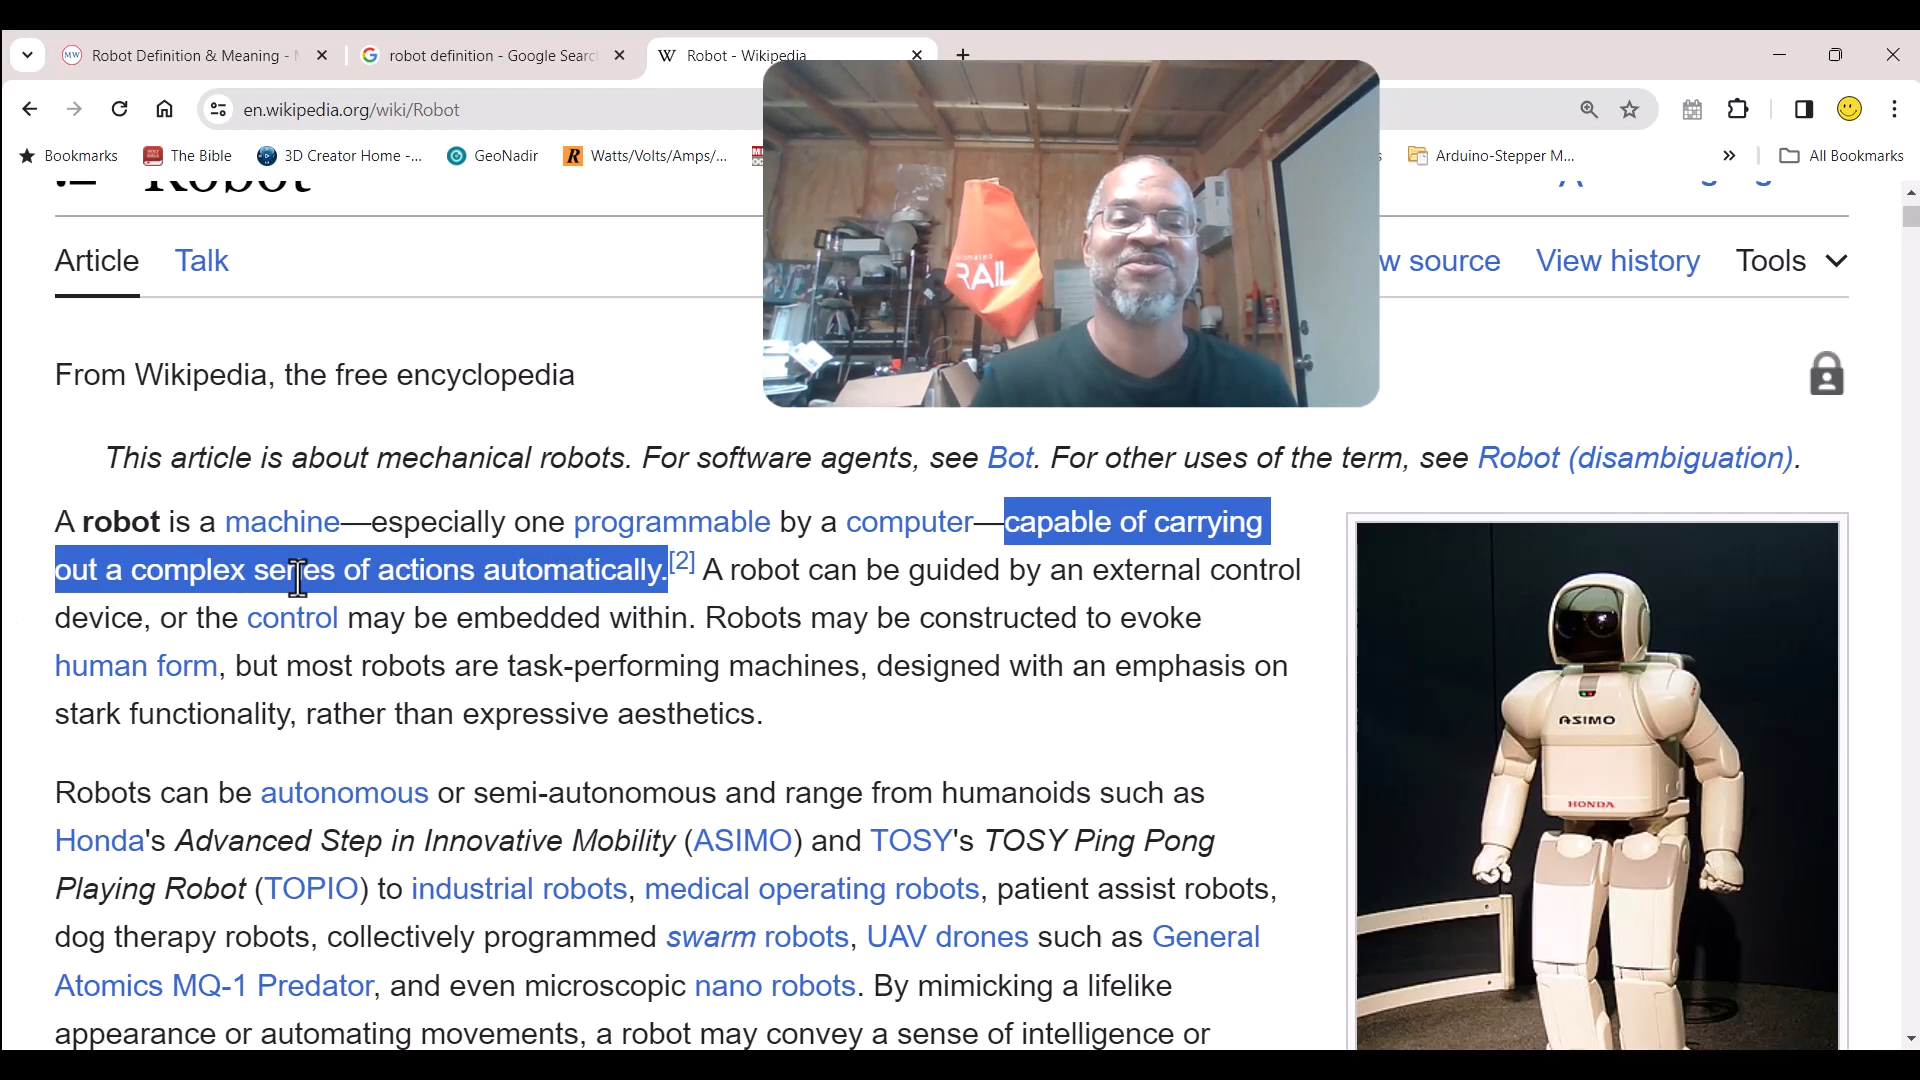 Robot Definition & Meaning -
robot definition - Google Search
Robot - Wikipedia
en.wikipedia.org/wiki/Robot
Bookmarks
The Bible
3D Creator Home -...
GeoNadir
Watts/Volts/Amps/...
Arduino-Stepper M...
All Bookmarks
Robot
Article
Talk
w source
View history
Tools
RAIL
From Wikipedia, the free encyclopedia
This article is about mechanical robots. For software agents, see Bot. For other uses of the term, see Robot (disambiguation).
A robot is a machine—especially one programmable by a computer—capable of carrying
out a complex series of actions automatically.[2] A robot can be guided by an external control
device, or the control may be embedded within. Robots may be constructed to evoke
human form, but most robots are task-performing machines, designed with an emphasis on
stark functionality, rather than expressive aesthetics.
Robots can be autonomous or semi-autonomous and range from humanoids such as
Honda's Advanced Step in Innovative Mobility (ASIMO) and TOSY's TOSY Ping Pong
Playing Robot (TOPIO) to industrial robots, medical operating robots, patient assist robots,
dog therapy robots, collectively programmed swarm robots, UAV drones such as General
Atomics MQ-1 Predator, and even microscopic nano robots. By mimicking a lifelike
appearance or automating movements, a robot may convey a sense of intelligence or
ASIMO
HONDA